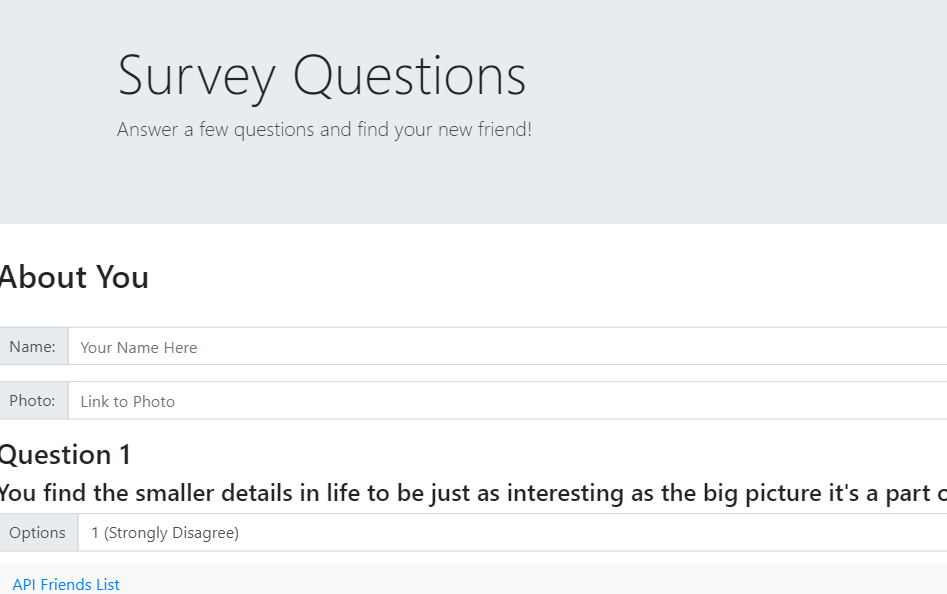 Survey Questions
Answer a few questions and find your new friend!
About You
Name: Your Name Here
Photo: Link to Photo
Question 1
You find the smaller details in life to be just as interesting as the big picture it's a part
Options 1 (Strongly Disagree)
API Friends List